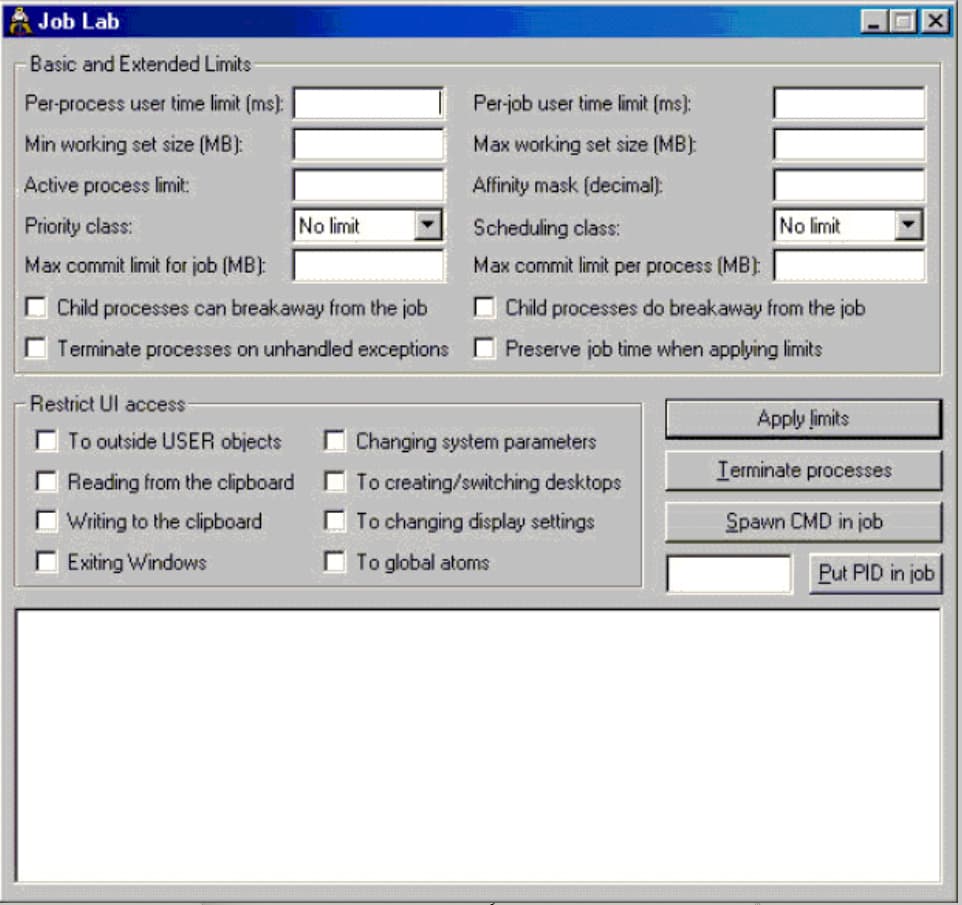 Job Lab
Basic and Extended Limits
Per-process user time limit (ms): Per-job user time limit (ms):
Min working set size (MB): Max working set size (MB):
Active process limit: Affinity mask (decimal):
Priority class: No limit Scheduling class: No limit
Max commit limit for job (MB): Max commit limit per process (MB):
Child processes can breakaway from the job Child processes do breakaway from the job
Terminate processes on unhandled exceptions Preserve job time when applying limits
Restrict UI access
To outside USER objects Changing system parameters
Reading from the clipboard To creating/switching desktops
Writing to the clipboard To changing display settings
Exiting Windows To global atoms
Apply limits
Terminate processes
Spawn CMD in job
Put PID in job